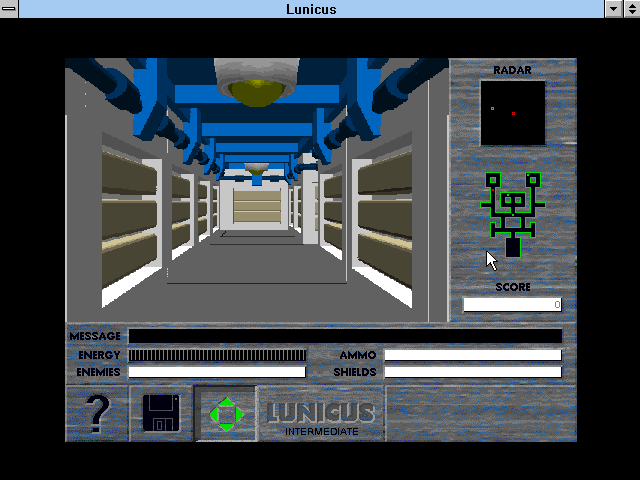 Lunicus
RADAR
SCORE
0
MESSAGE
ENERGY
AMMO
ENEMIES
SHIELDS
?
LUNICUS
INTERMEDIATE